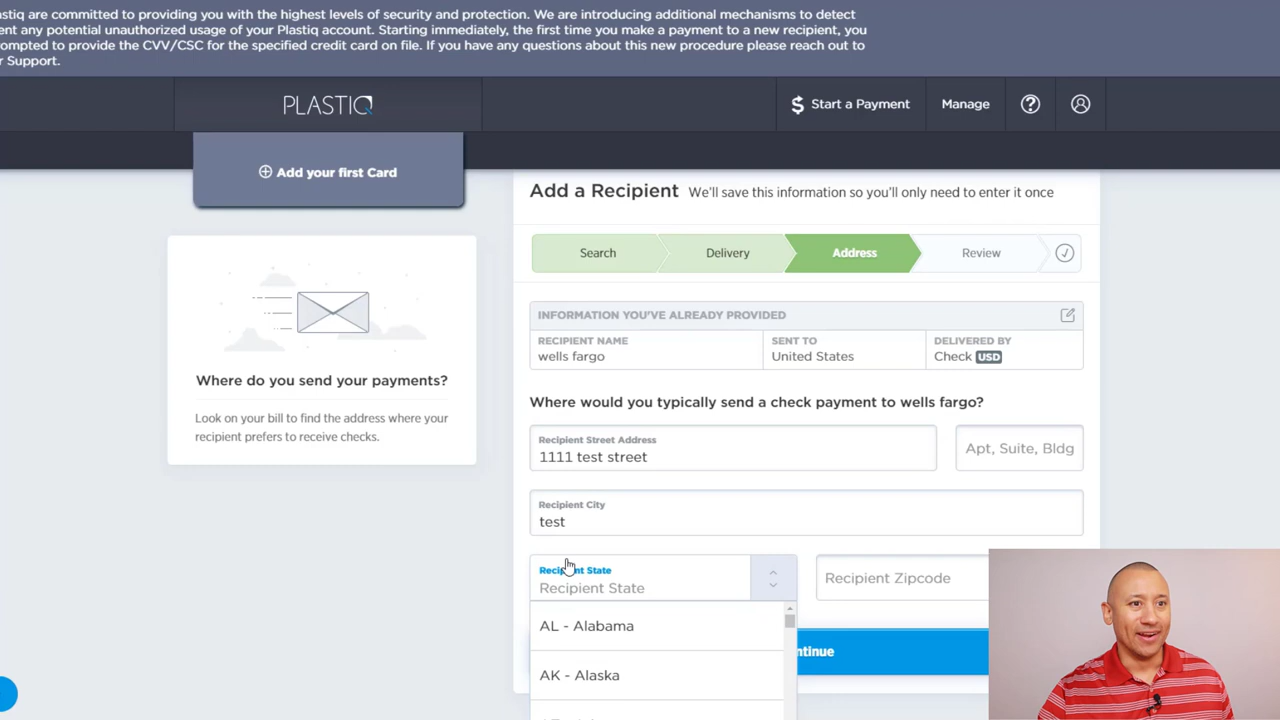 astiq are committed to providing you with the highest levels of security and protection. We are introducing additional mechanisms to detect
ent any potential unauthorized usage of your Plastiq account. Starting immediately, the first time you make a payment to a new recipient, you
ompted to provide the CVV/CSC for the specified credit card on file. If you have any questions about this new procedure please reach out to
r Support.
PLASTIQ
Start a Payment
Manage
Add your first Card
Add a Recipient We'll save this information so you'll only need to enter it once
Search
Delivery
Address
Review
INFORMATION YOU'VE ALREADY PROVIDED
RECIPIENT NAME
wells fargo
SENT TO
United States
DELIVERED BY
Check USD
Where do you send your payments?
Look on your bill to find the address where your
recipient prefers to receive checks.
Where would you typically send a check payment to wells fargo?
Recipient Street Address
1111 test street
Apt, Suite, Bldg
Recipient City
test
Recipient State
Recipient State
Recipient Zipcode
AL - Alabama
AK - Alaska
ntinue